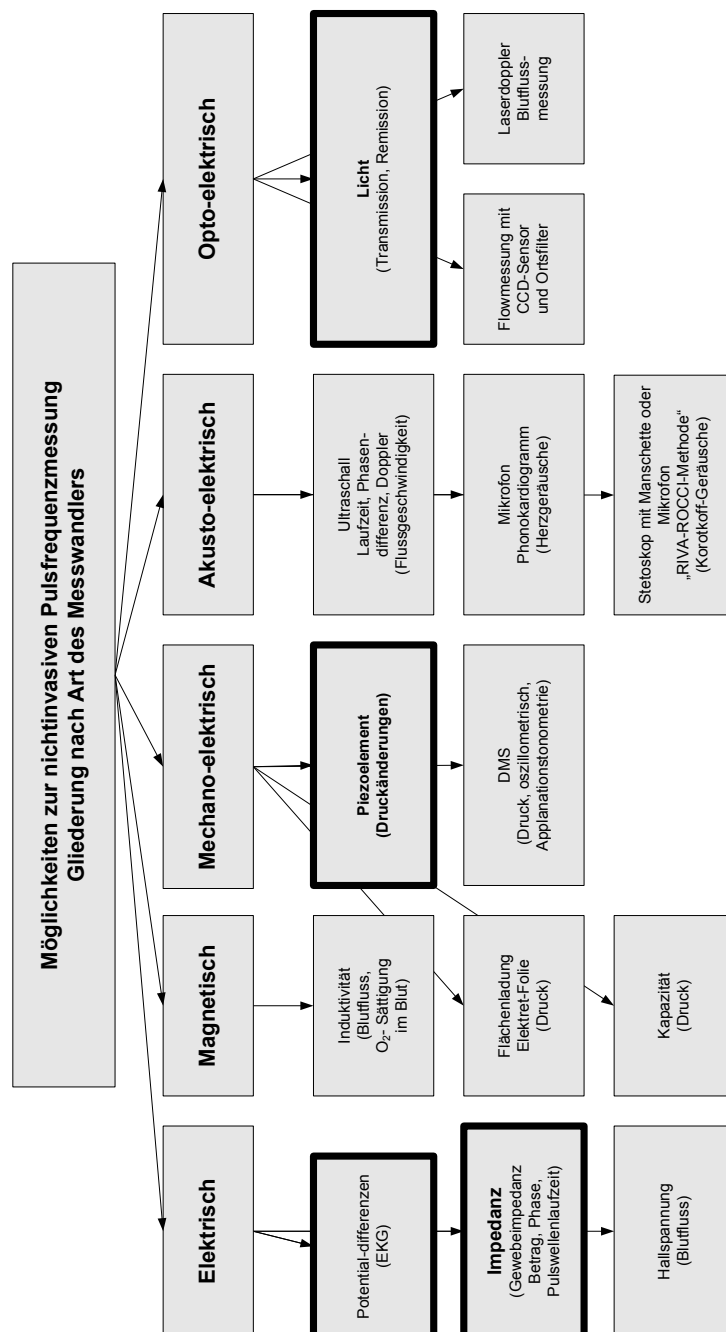 Möglichkeiten zur nichtinvasiven Pulsfrequenzmessung
Gliederung nach Art des Messwandlers
Elektrisch
Magnetisch
Mechano-elektrisch
Akusto-elektrisch
Opto-elektrisch
Potential-differenzen
(EKG)
Induktivität
(Blutfluss,
O₂- Sättigung
im Blut)
Piezoelement
(Druckänderungen)
Ultraschall
Laufzeit, Phasen-
differenz, Doppler
(Flussgeschwindigkeit)
Licht
(Transmission, Remission)
Impedanz
(Gewebeimpedanz
Betrag, Phase,
Pulswellenlaufzeit)
Flächenladung
Elektret-Folie
(Druck)
DMS
(Druck, oszillometrisch,
Applanationstonometrie)
Mikrofon
Phonokardiogramm
(Herzgeräusche)
Flowmessung mit
CCD-Sensor
und Ortsfilter
Laserdoppler
Blutfluss-
messung
Hallspannung
(Blutfluss)
Kapazität
(Druck)
Stetoskop mit Manschette oder
Mikrofon
„RIVA-ROCCI-Methode“
(Korotkoff-Geräusche)